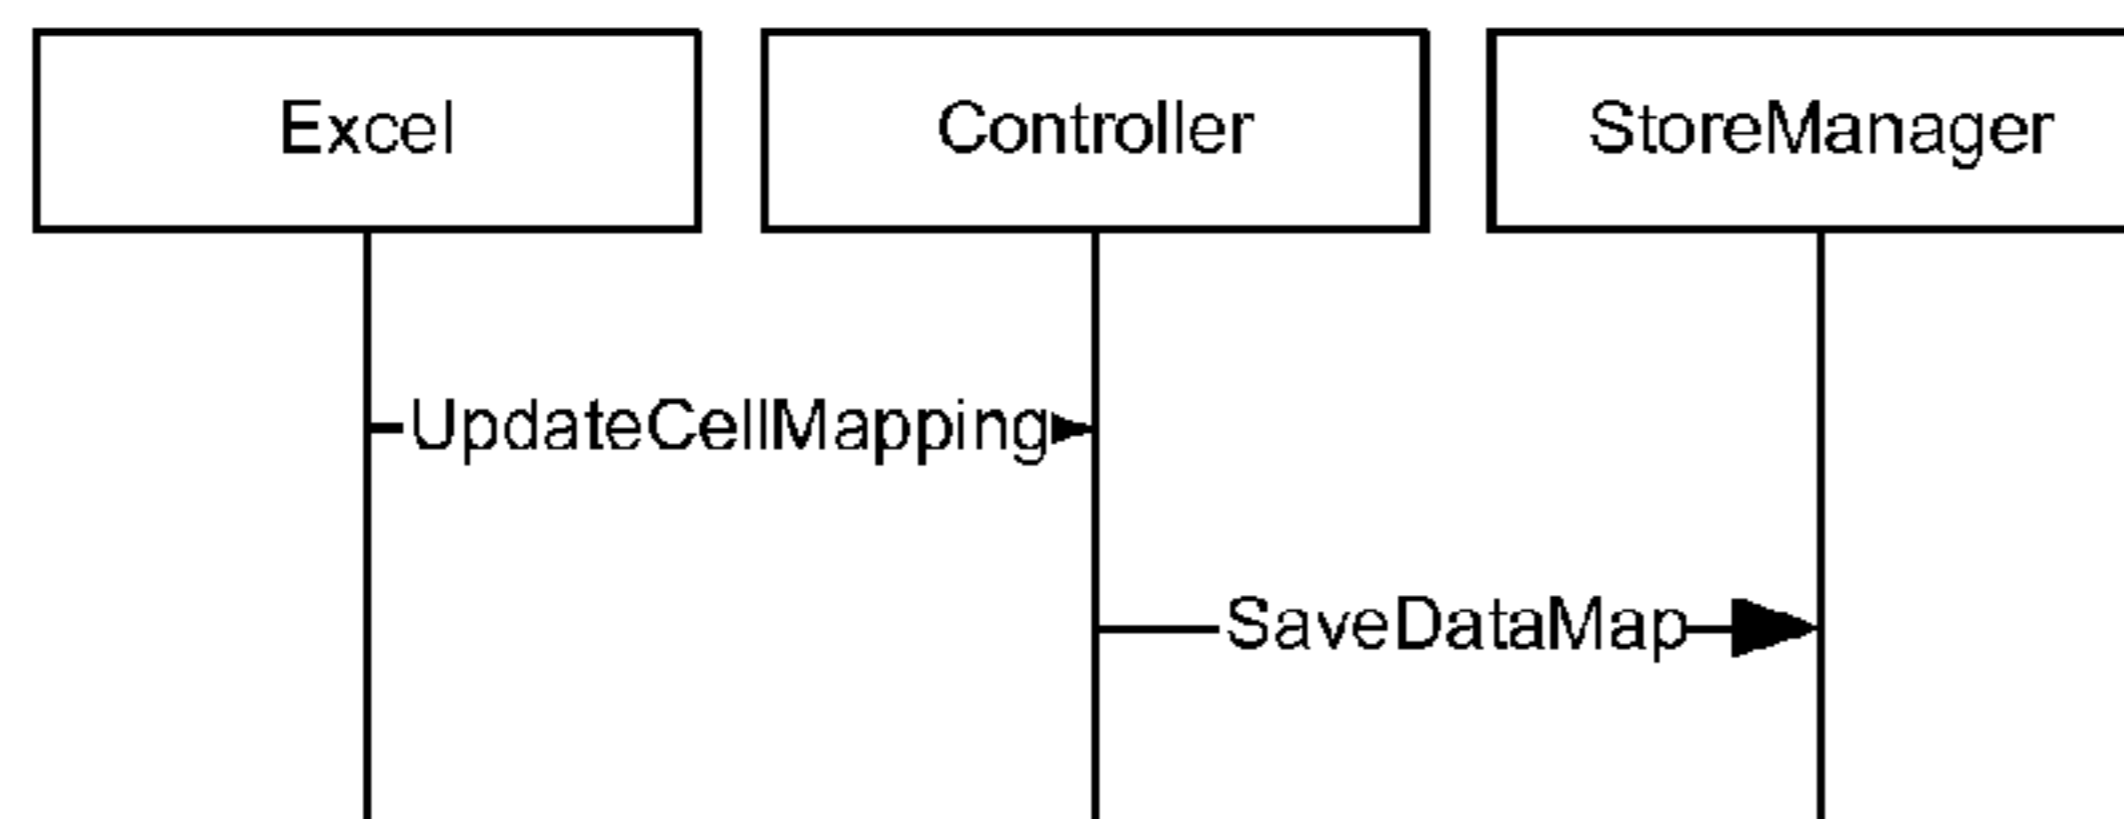 Excel
Controller
StoreManager
UpdateCellMapping
SaveDataMap